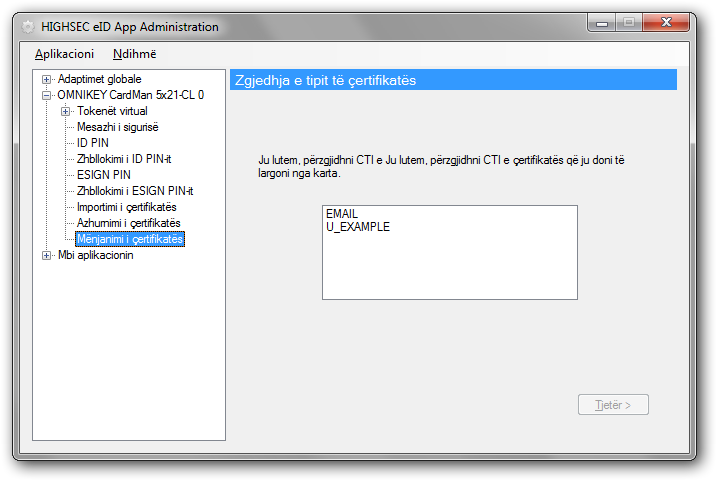 HIGHSEC eID App Administration
Aplikacioni Ndihmë
Adaptimet globale
OMNIKEY CardMan 5x21-CL 0
Tokenët virtual
Mesazhi i sigurisë
ID PIN
Zhbllokimi i ID PIN-it
ESIGN PIN
Zhbllokimi i ESIGN PIN-it
Importimi i çertifikatës
Azhurnimi i çertifikatës
Mënjanimi i çertifikatës
Mbi aplikacionin
Zgjedhja e tipit të çertifikatës
Ju lutem, përzgjidhni CTI e Ju lutem, përzgjidhni CTI e çertifikatës që ju doni të
largoni nga karta.
EMAIL
U_EXAMPLE
Tjetër >